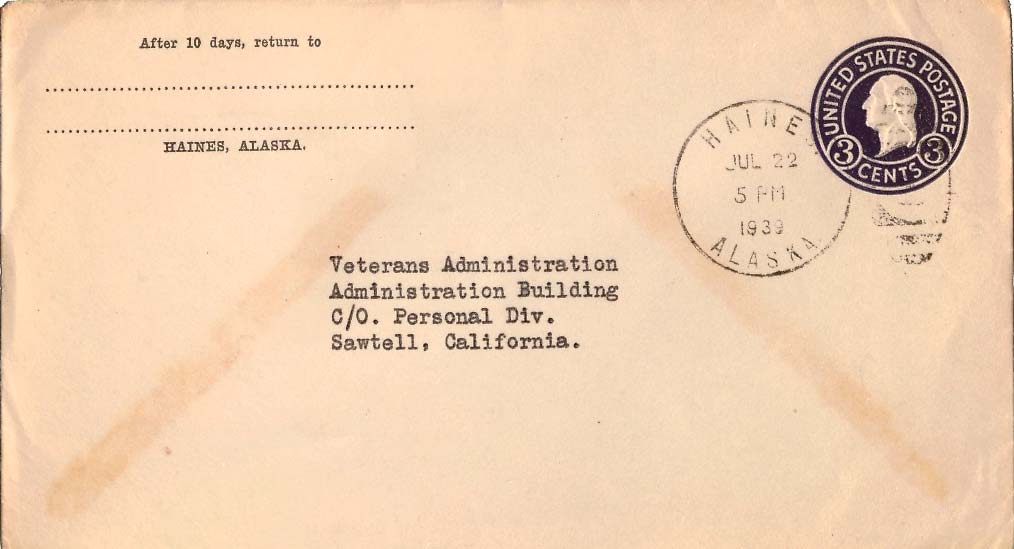 After 10 days, return to
HAINES, ALASKA.
UNITED STATES POSTAGE
3 3
CENTS
HAINES
JUL 22
5 PM
1939
ALASKA
Veterans Administration
Administration Building
C/O. Personal Div.
Sawtell, California.